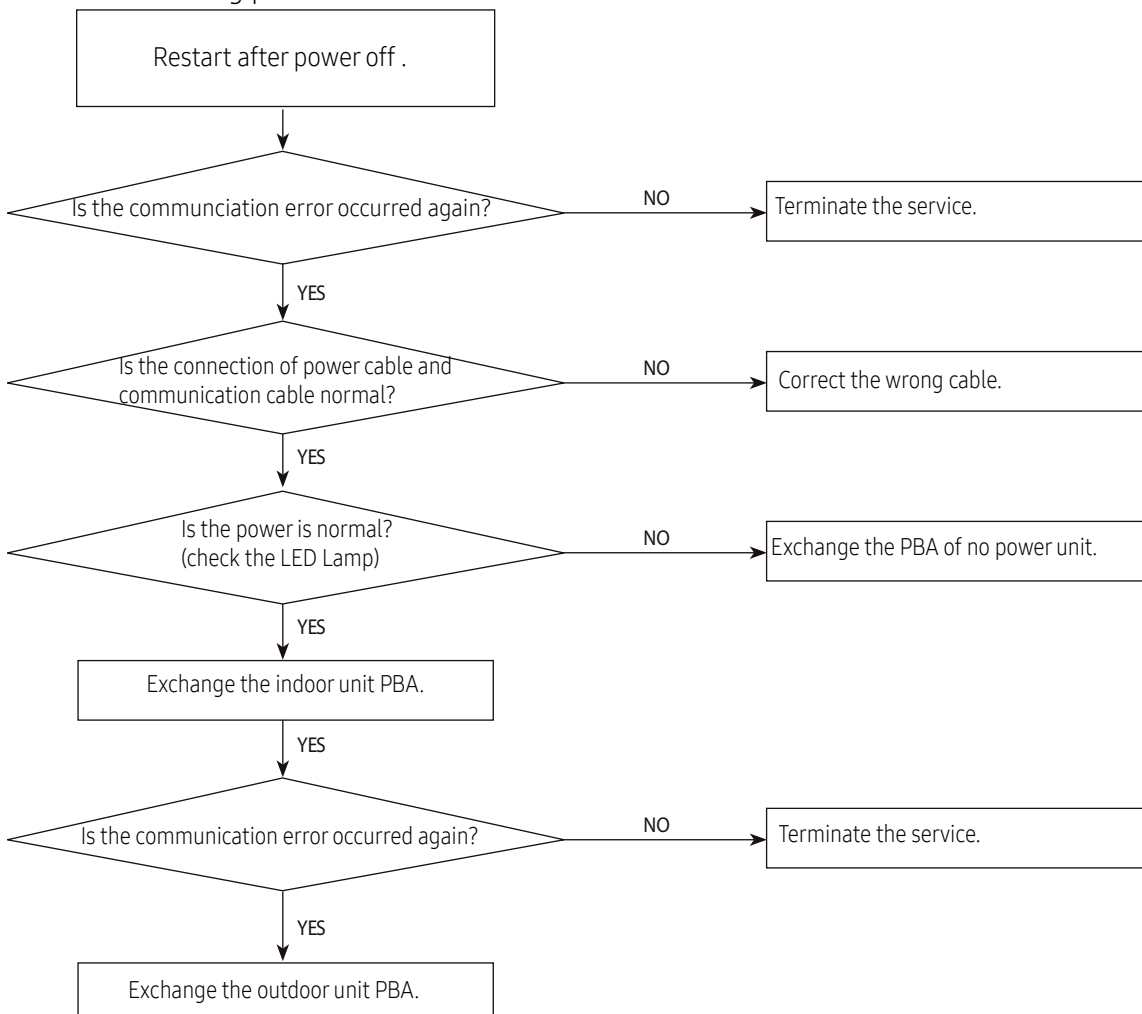 Restart after power off .
Is the communciation error occurred again?
NO
Terminate the service.
YES
Is the connection of power cable and
communication cable normal?
NO
Correct the wrong cable.
YES
Is the power is normal?
(check the LED Lamp)
NO
Exchange the PBA of no power unit.
YES
Exchange the indoor unit PBA.
YES
Is the communication error occurred again?
NO
Terminate the service.
YES
Exchange the outdoor unit PBA.